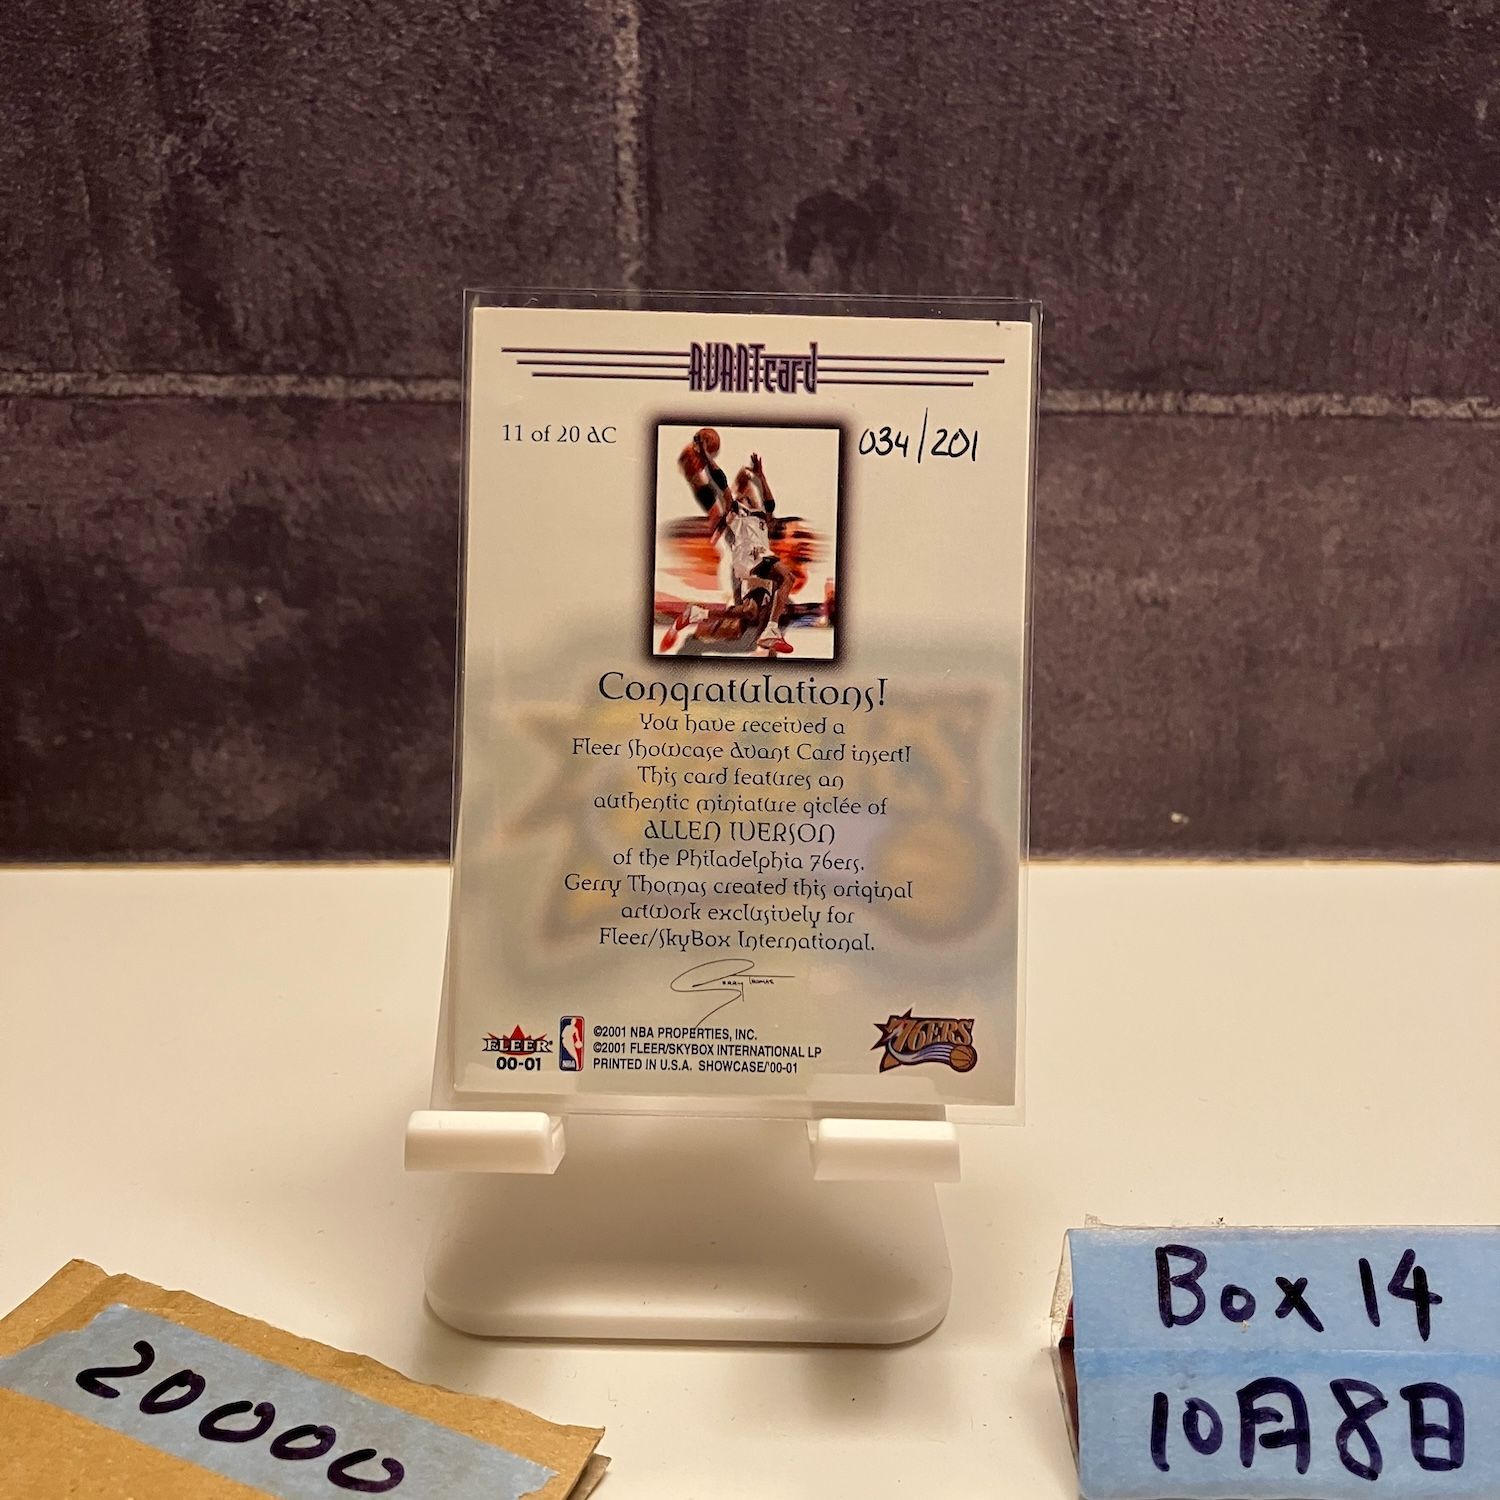 AVANTcard
11 of 20 AC
034/201
Congratulations!
You have received a
Fleer Showcase Avant Card insert!
This card features an
authentic miniature giclée of
ALLEN IVERSON
of the Philadelphia 76ers.
Gerry Thomas created this original
artwork exclusively for
Fleer/SkyBox International.
GERRY THOMAS
FLEER
00-01
NBA
©2001 NBA PROPERTIES, INC.
©2001 FLEER/SKYBOX INTERNATIONAL LP
PRINTED IN U.S.A. SHOWCASE/'00-01
76ERS
20000
Box 14
10月8日